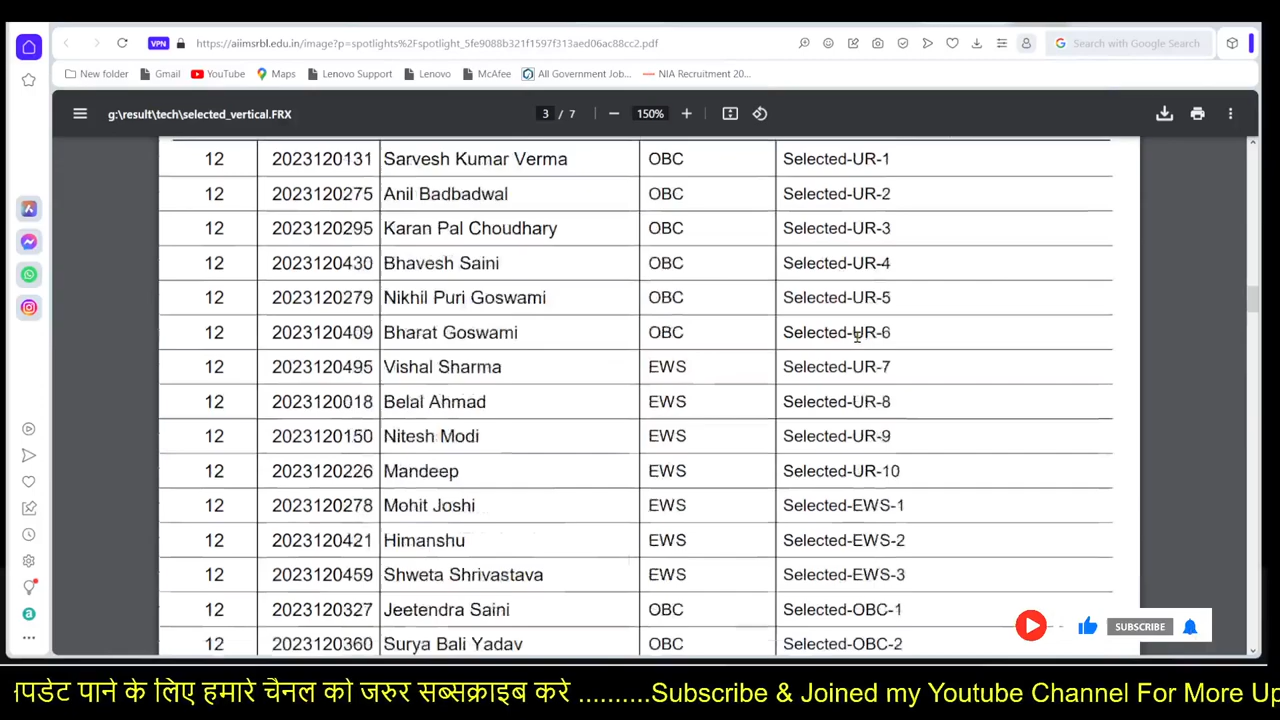 VPN https://aiimsrbl.edu.in/image?p=spotlights%2Fspotlight_5fe9088b321f1597f313aed06ac88cc2.pdf Search with Google Search
New folder Gmail YouTube Maps Lenovo Support Lenovo McAfee All Government Job... NIA Recruitment 20...
g:\result\tech\selected_vertical.FRX 3 / 7 150%
12 2023120131 Sarvesh Kumar Verma OBC Selected-UR-1
12 2023120275 Anil Badbadwal OBC Selected-UR-2
12 2023120295 Karan Pal Choudhary OBC Selected-UR-3
12 2023120430 Bhavesh Saini OBC Selected-UR-4
12 2023120279 Nikhil Puri Goswami OBC Selected-UR-5
12 2023120409 Bharat Goswami OBC Selected-UR-6
12 2023120495 Vishal Sharma EWS Selected-UR-7
12 2023120018 Belal Ahmad EWS Selected-UR-8
12 2023120150 Nitesh Modi EWS Selected-UR-9
12 2023120226 Mandeep EWS Selected-UR-10
12 2023120278 Mohit Joshi EWS Selected-EWS-1
12 2023120421 Himanshu EWS Selected-EWS-2
12 2023120459 Shweta Shrivastava EWS Selected-EWS-3
12 2023120327 Jeetendra Saini OBC Selected-OBC-1
12 2023120360 Surya Bali Yadav OBC Selected-OBC-2
SUBSCRIBE
पडेट पाने के लिए हमारे चैनल को जरुर सब्सक्राइब करे ..........Subscribe & Joined my Youtube Channel For More Up